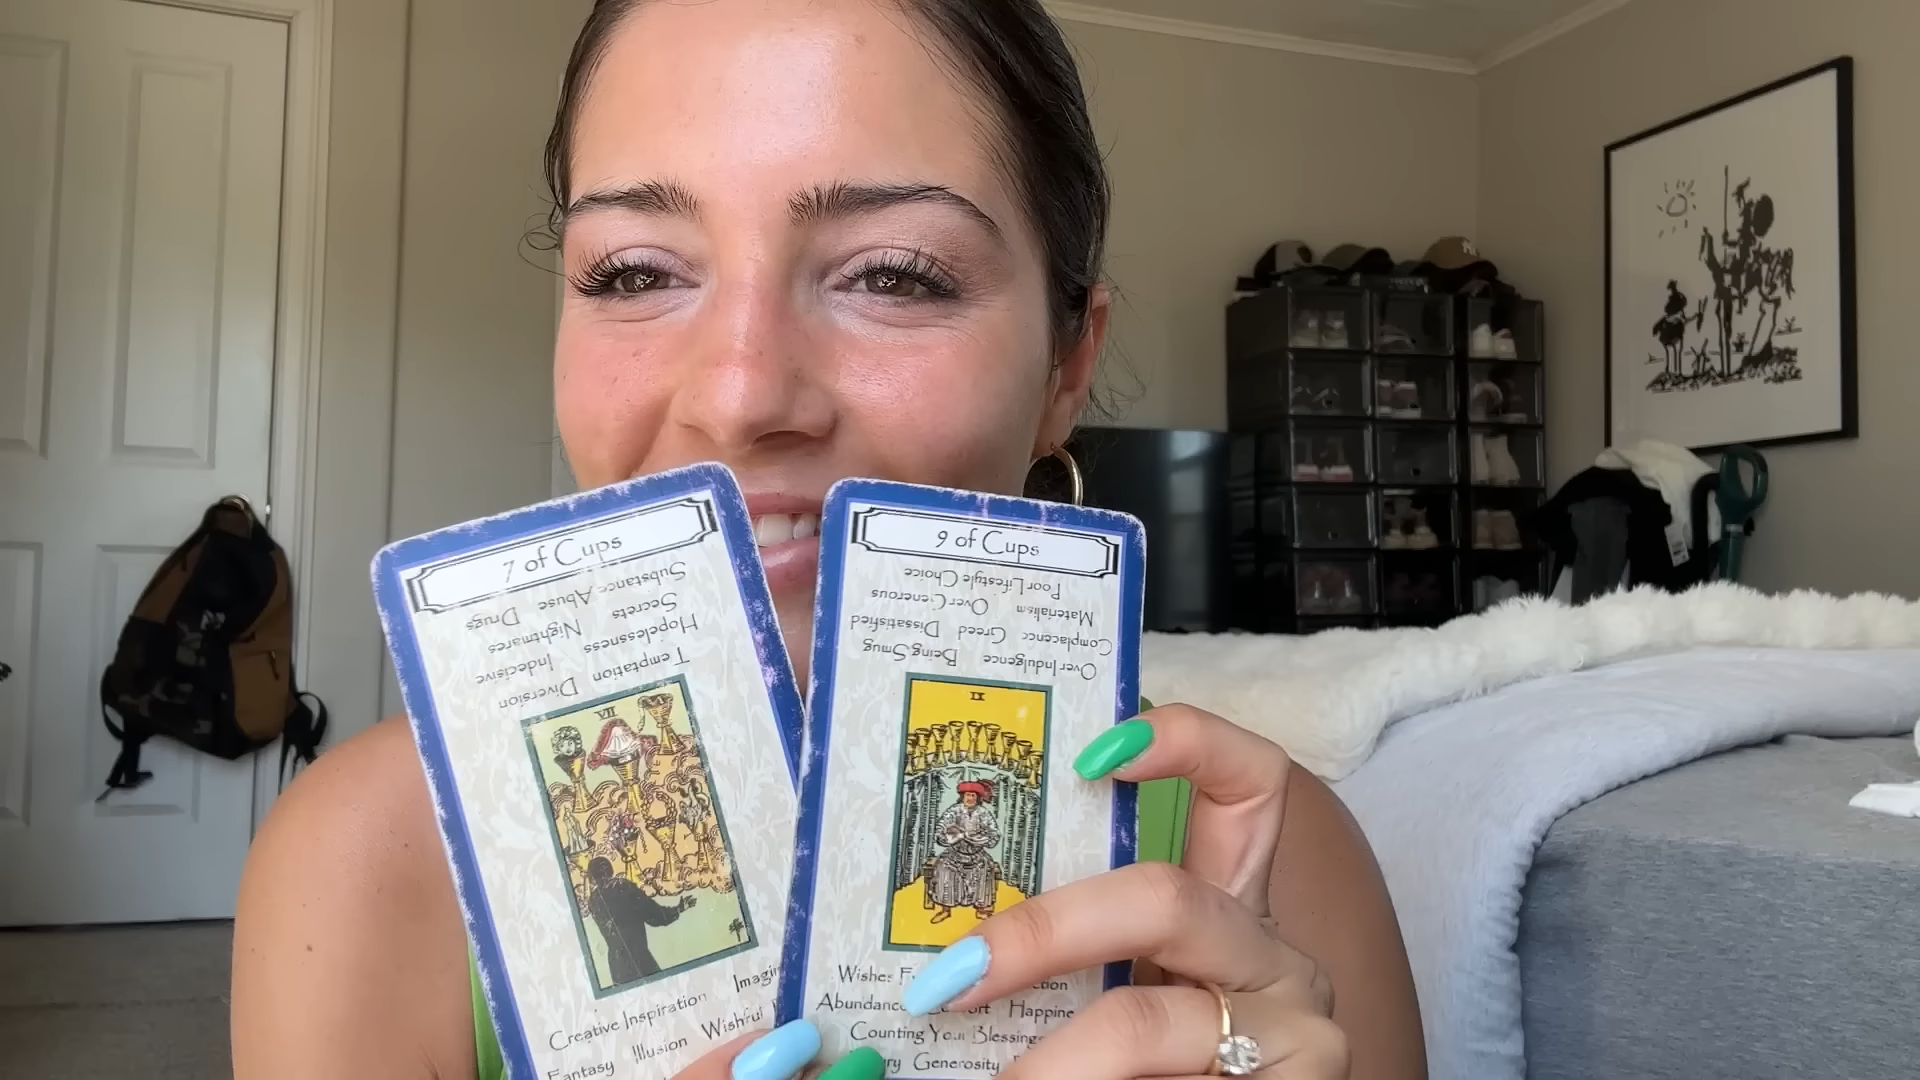 7 of Cups
Substance Abuse Drugs
Secrets Nightmares
Hopelessness Indecisive
Temptation Diversion
VII
Creative Inspiration
Fantasy Illusion Wishful
9 of Cups
Poor Lifestyle Choice
Materialism Over Generous
Complacence Greed Dissatisfied
Over Indulgence Being Smug
IX
Wishes
Abundance Happine
Counting Your Blessings
Generosity